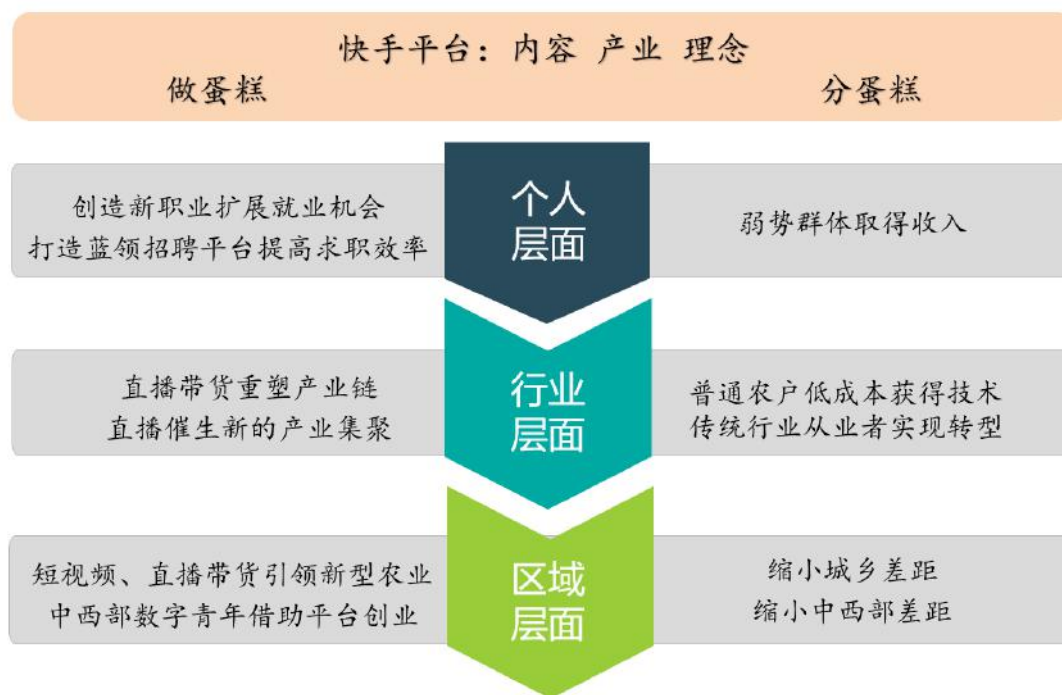 快手平台：内容 产业 理念
做蛋糕
分蛋糕
创造新职业扩展就业机会
打造蓝领招聘平台提高求职效率
个人
层面
弱势群体取得收入
直播带货重塑产业链
直播催生新的产业集聚
行业
层面
普通农户低成本获得技术
传统行业从业者实现转型
短视频、直播带货引领新型农业
中西部数字青年借助平台创业
区域
层面
缩小城乡差距
缩小中西部差距